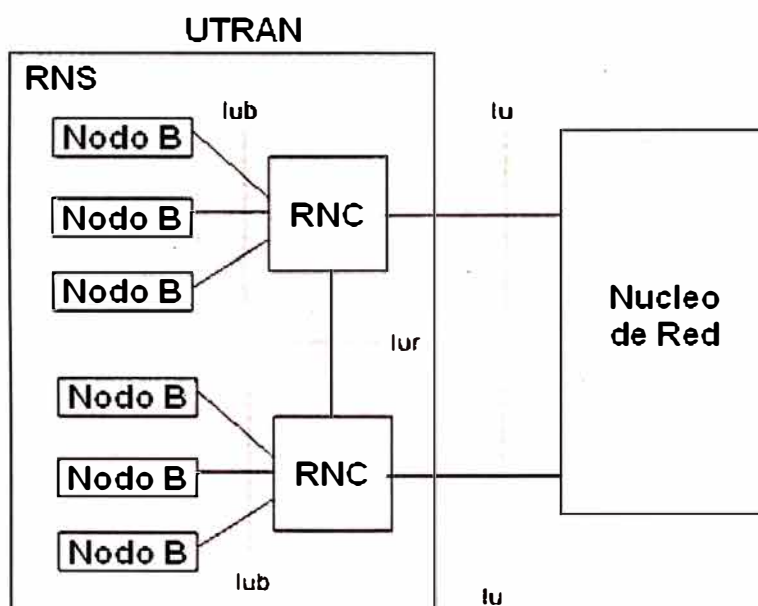 UTRAN
RNS
Iub
Iu
Nodo B
Nodo B
RNC
Nodo B
Nucleo
de Red
Iur
Nodo B
Nodo B
RNC
Nodo B
Iub
Iu